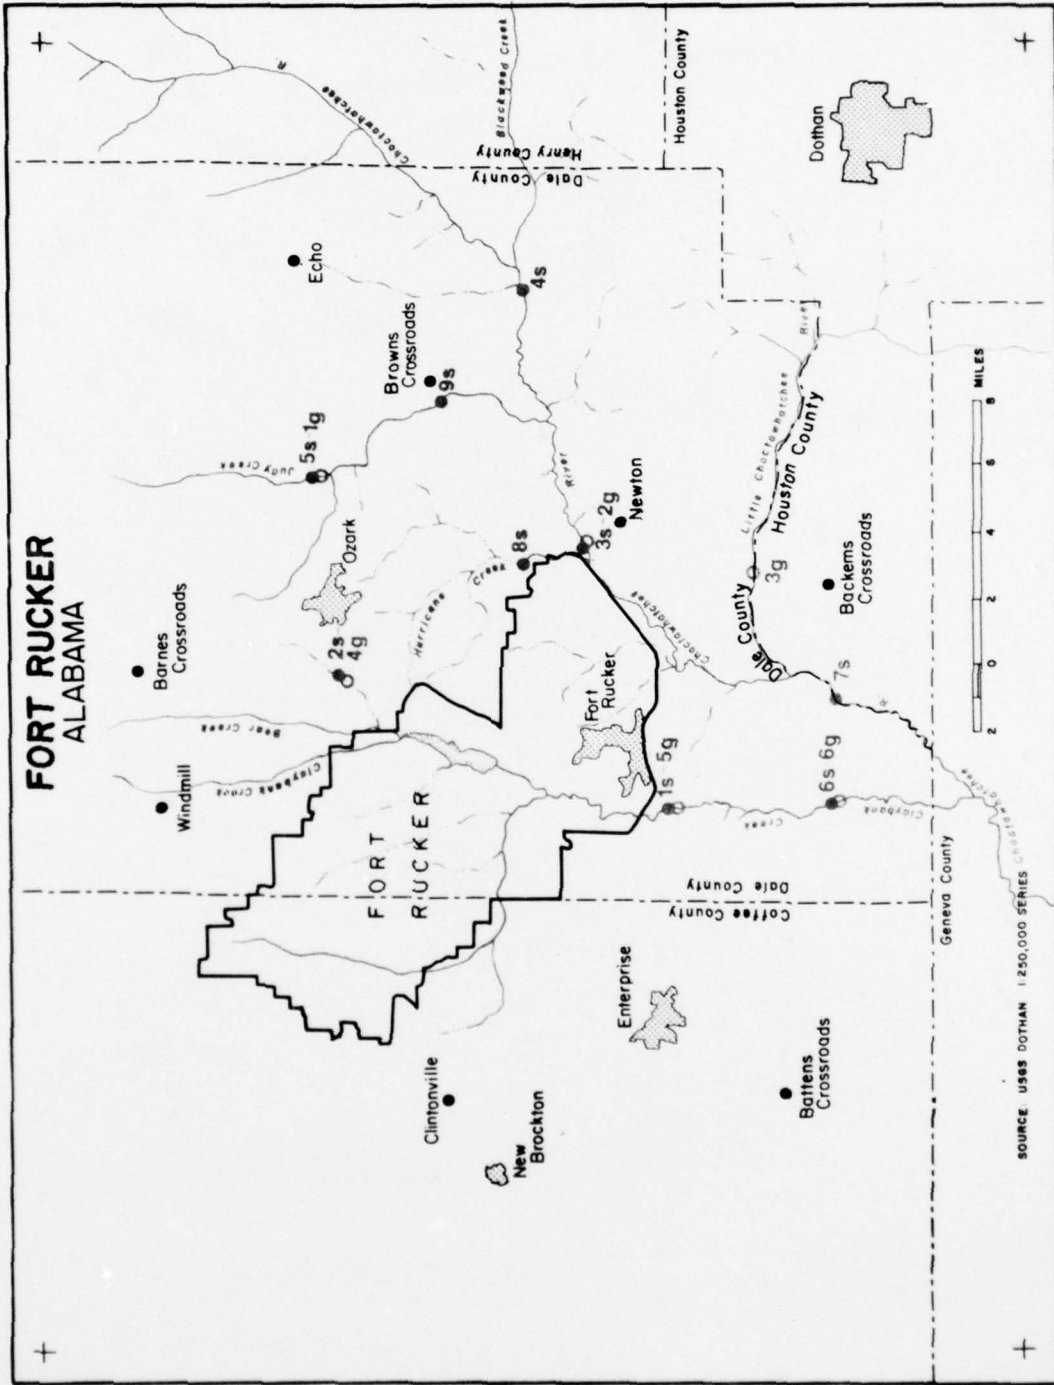 FORT RUCKER
ALABAMA
Barnes
Crossroads
Windmill
Bear Creek
Claybank Creek
Judy Creek
5s 1g
Ozark
2s
4g
Echo
Browns
Crossroads
9s
4s
Choctawhatchee
R
Blackwood Creek
Henry County
Dale County
Houston County
Dothan
Hurricane Creek
8s
River
3s 2g
Newton
FORT
RUCKER
Fort
Rucker
Choctawhatchee
1s 5g
Creek
Little Choctawhatchee River
Houston County
Dale County
3g
Backems
Crossroads
7s
R
6s 6g
Claybank
Choctawhatchee
Dale County
Coffee County
Geneva County
Clintonville
New
Brockton
Enterprise
Battens
Crossroads
2 0 2 4 6 8
MILES
SOURCE: USGS DOTHAN 1:250,000 SERIES